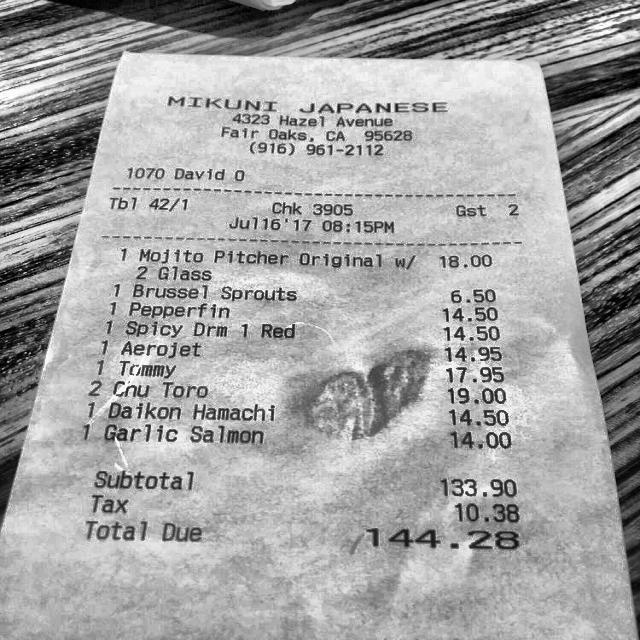 MIKUNI JAPANESE
4323 Hazel Avenue
Fair Oaks, CA 95628
(916) 961-2112
1070 David O
Tbl 42/1 Chk 3905 Gst 2
Jul16'17 08:15PM
1 Mojito Pitcher Original w/ 18.00
2 Glass
1 Brussel Sprouts 6.50
1 Pepperfin 14.50
1 Spicy Drm 1 Red 14.50
1 Aerojet 14.95
1 Tommy 17.95
2 Chu Toro 19.00
1 Daikon Hamachi 14.50
1 Garlic Salmon 14.00
Subtotal 133.90
Tax 10.38
Total Due 144.28